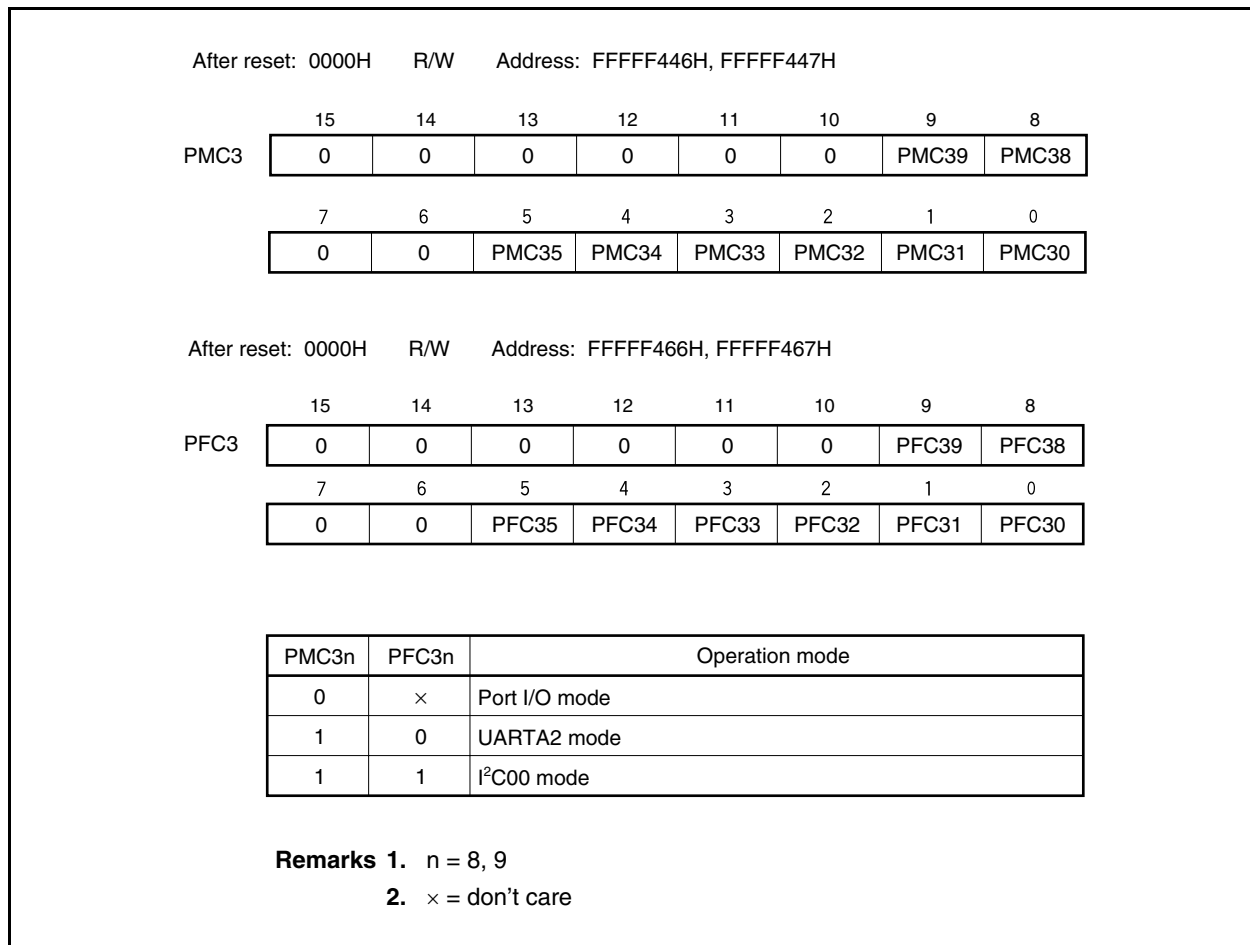 After reset: 0000H R/W Address: FFFFF446H, FFFFF447H
15 14 13 12 11 10 9 8
PMC3 0 0 0 0 0 0 PMC39 PMC38
7 6 5 4 3 2 1 0
0 0 PMC35 PMC34 PMC33 PMC32 PMC31 PMC30
After reset: 0000H R/W Address: FFFFF466H, FFFFF467H
15 14 13 12 11 10 9 8
PFC3 0 0 0 0 0 0 PFC39 PFC38
7 6 5 4 3 2 1 0
0 0 PFC35 PFC34 PFC33 PFC32 PFC31 PFC30
PMC3n PFC3n Operation mode
0 × Port I/O mode
1 0 UARTA2 mode
1 1 I²C00 mode
Remarks 1. n = 8, 9
2. × = don't care